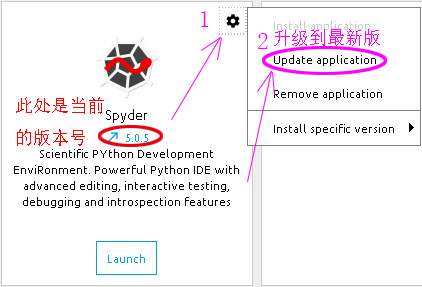 1
Install application
2 升级到最新版
Update application
Remove application
Install specific version
此处是当前
的版本号
Spyder
5.0.5
Scientific PYthon Development
EnviRonment. Powerful Python IDE with
advanced editing, interactive testing,
debugging and introspection features
Launch